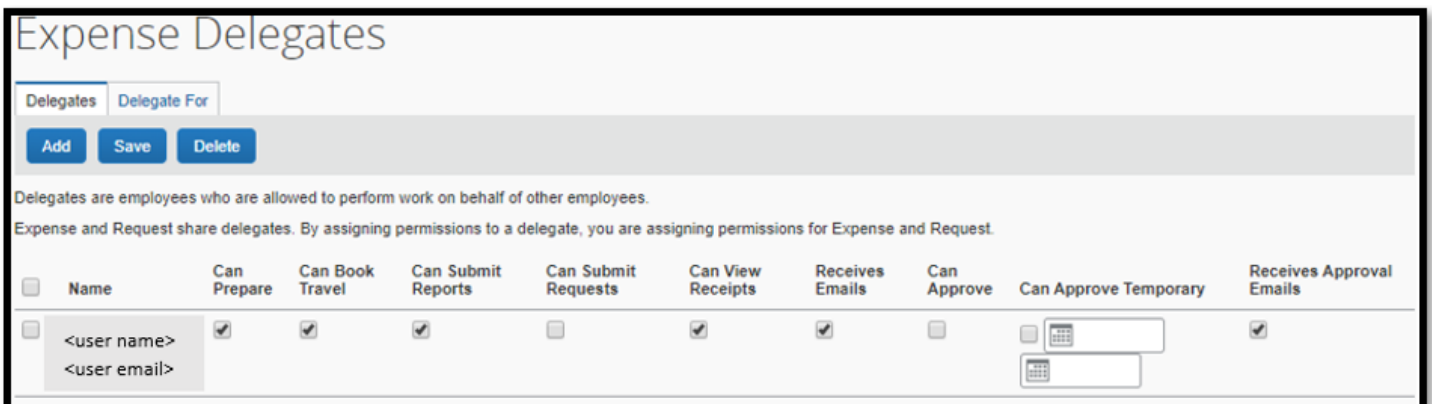 Expense Delegates
Delegates Delegate For
Add Save Delete
Delegates are employees who are allowed to perform work on behalf of other employees.
Expense and Request share delegates. By assigning permissions to a delegate, you are assigning permissions for Expense and Request.
Name Can Prepare Can Book Travel Can Submit Reports Can Submit Requests Can View Receipts Receives Emails Can Approve Can Approve Temporary Receives Approval Emails
<user name>
<user email>